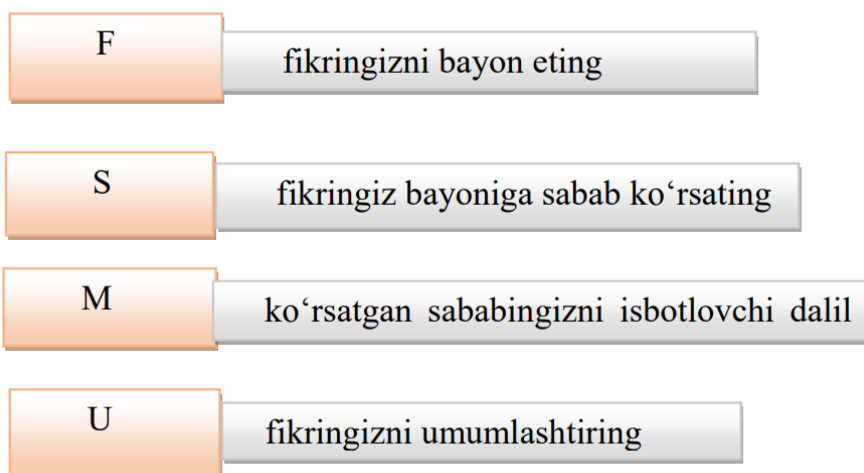 F
fikringizni bayon eting
S
fikringiz bayoniga sabab ko‘rsating
M
ko‘rsatgan sababingizni isbotlovchi dalil
U
fikringizni umumlashtiring